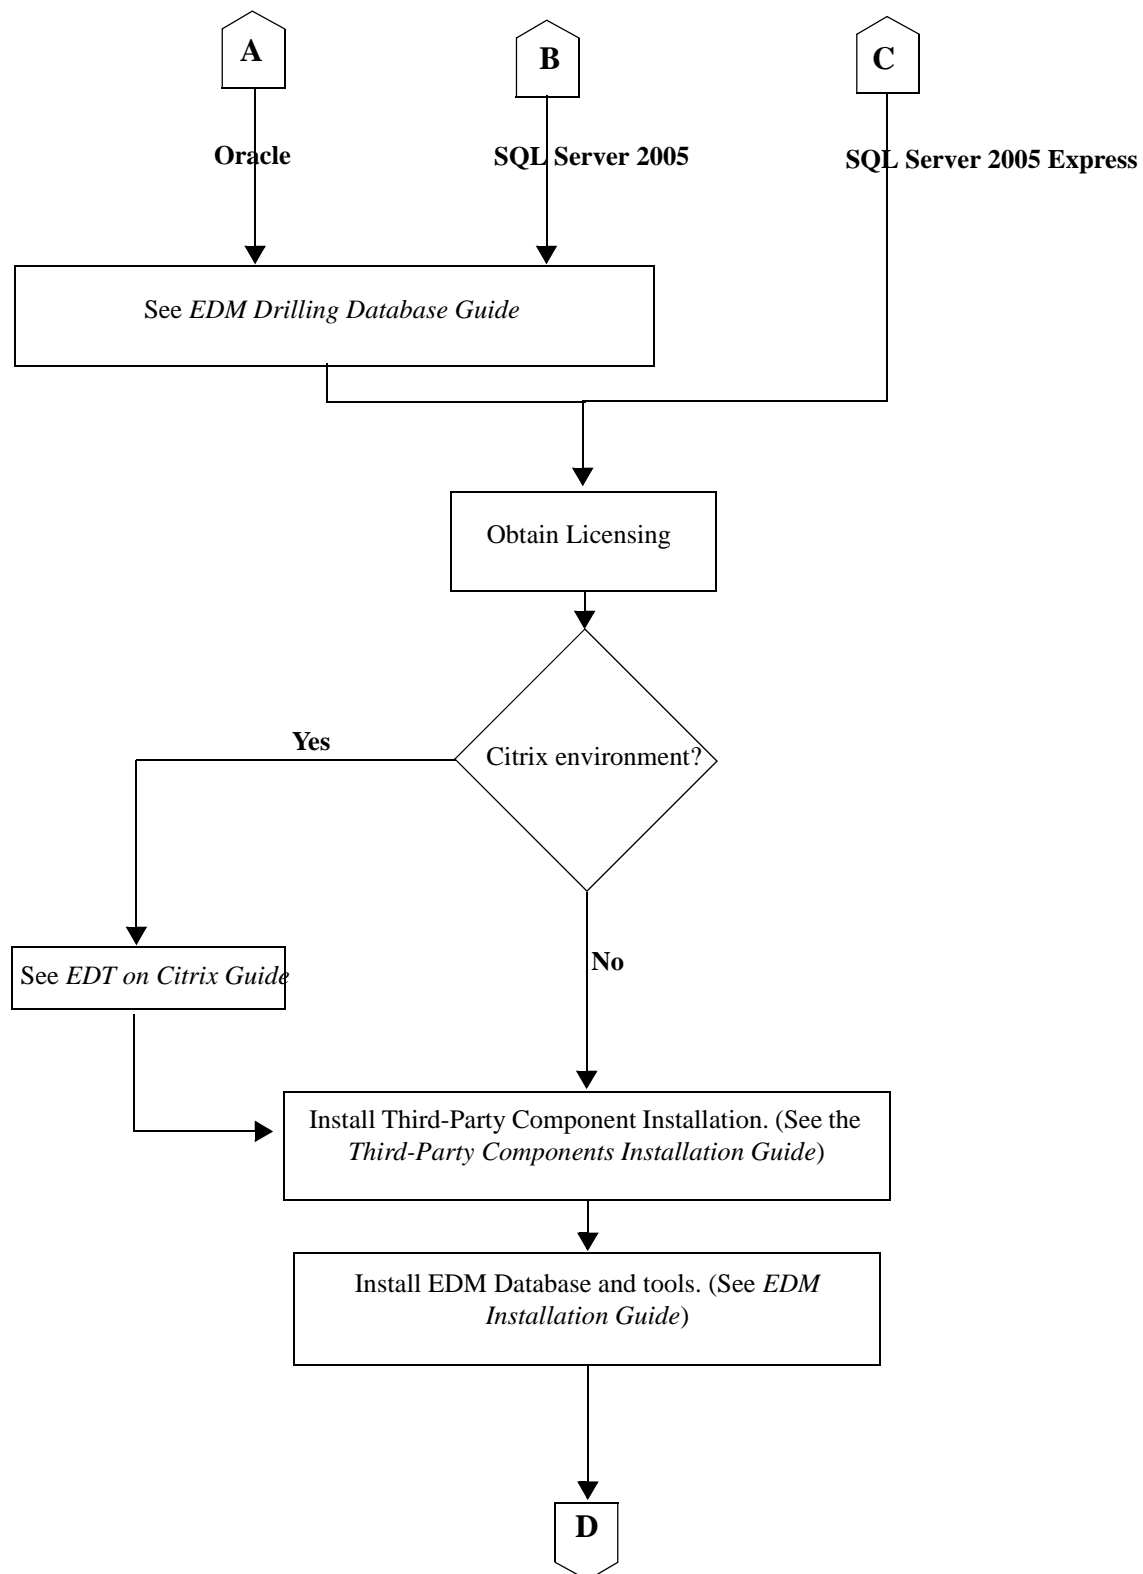 A
B
C
Oracle
SQL Server 2005
SQL Server 2005 Express
See EDM Drilling Database Guide
Obtain Licensing
Citrix environment?
Yes
No
See EDT on Citrix Guide
Install Third-Party Component Installation. (See the
Third-Party Components Installation Guide)
Install EDM Database and tools. (See EDM
Installation Guide)
D